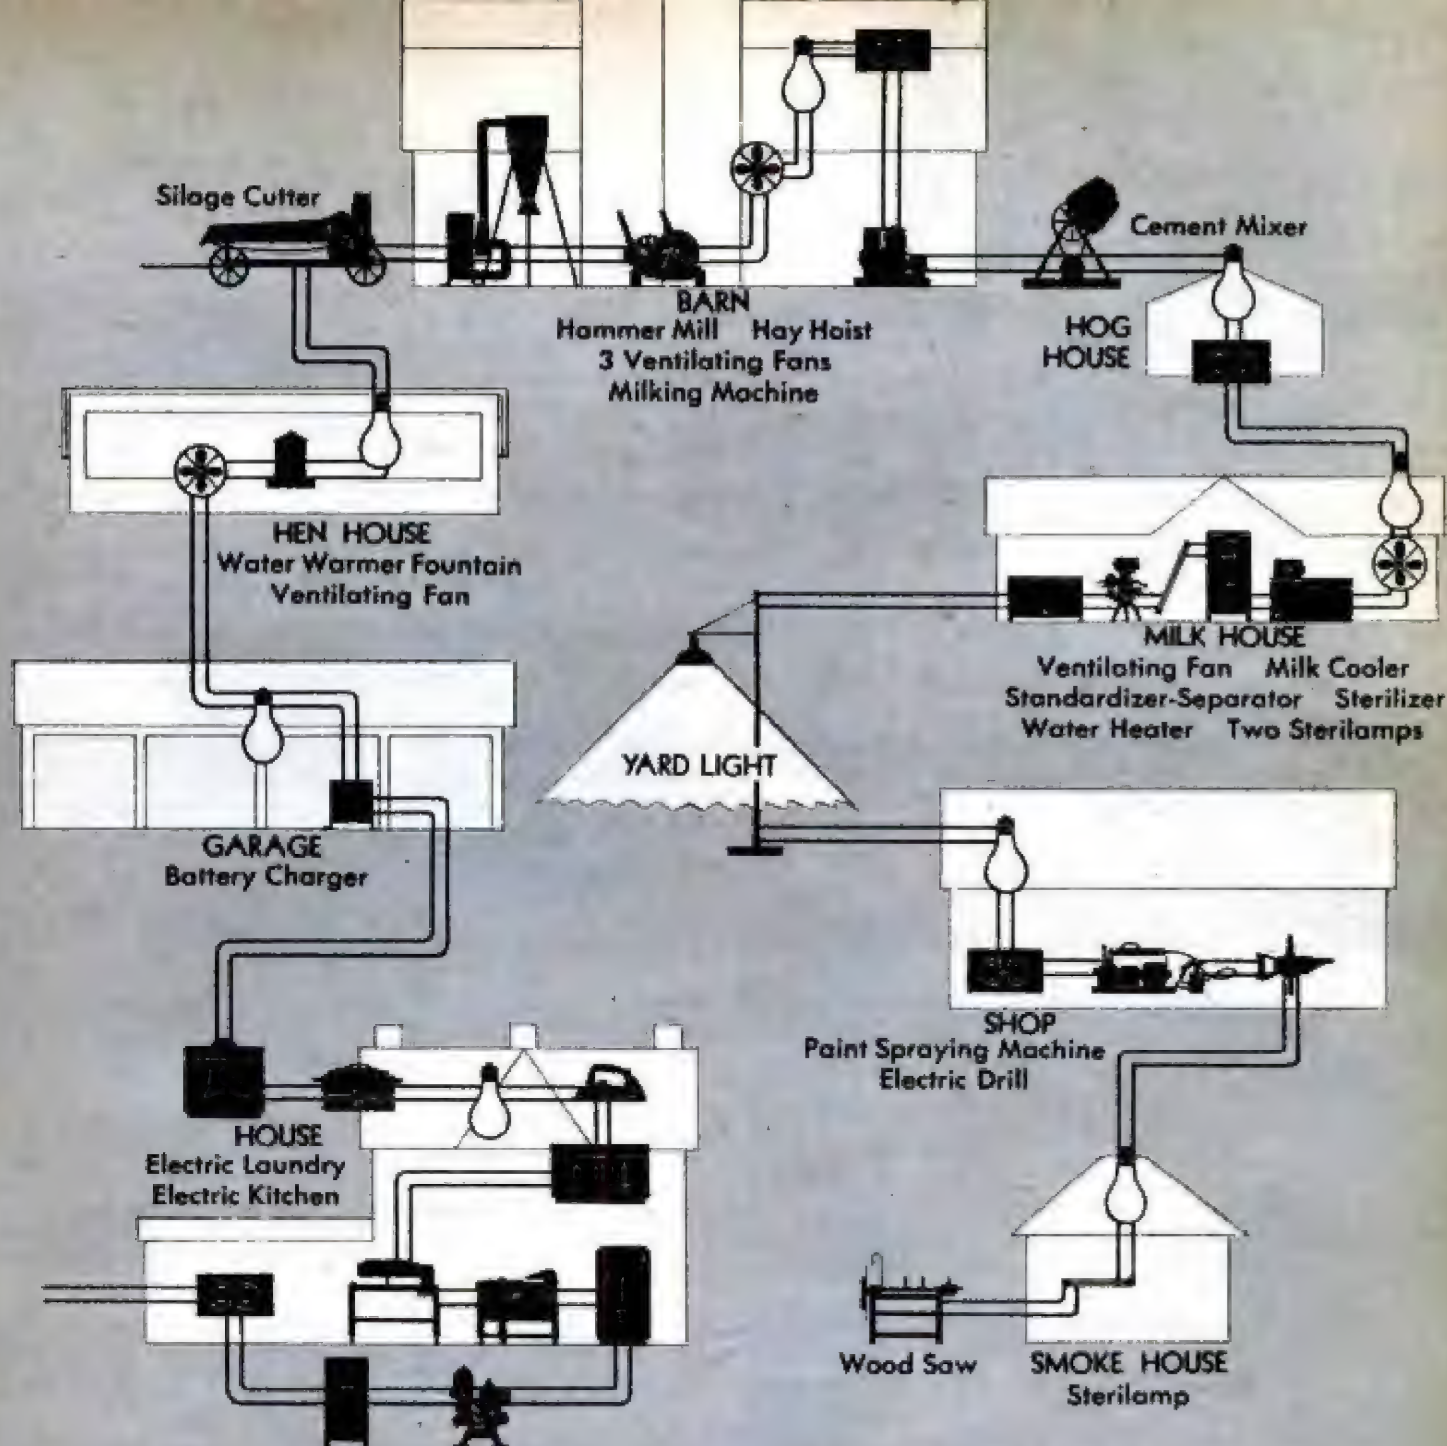 Silage Cutter
Cement Mixer
BARN
Hammer Mill Hay Hoist
3 Ventilating Fans
Milking Machine
HOG
HOUSE
HEN HOUSE
Water Warmer Fountain
Ventilating Fan
MILK HOUSE
Ventilating Fan Milk Cooler
Standardizer-Separator Sterilizer
Water Heater Two Sterilamps
YARD LIGHT
GARAGE
Battery Charger
SHOP
Paint Spraying Machine
Electric Drill
HOUSE
Electric Laundry
Electric Kitchen
Wood Saw
SMOKE HOUSE
Sterilamp